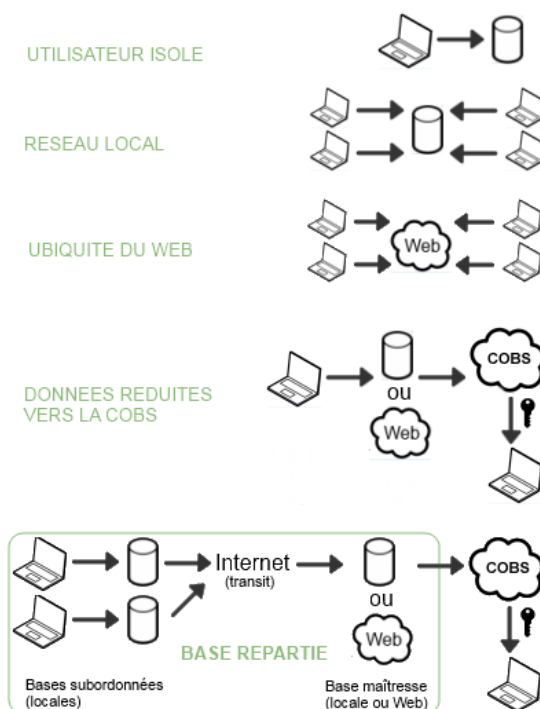 UTILISATEUR ISOLE
RESEAU LOCAL
UBIQUITE DU WEB
Web
DONNEES REDUITES
VERS LA COBS
ou
Web
COBS
Internet
(transit)
ou
Web
COBS
BASE REPARTIE
Bases subordonnées
(locales)
Base maîtresse
(locale ou Web)